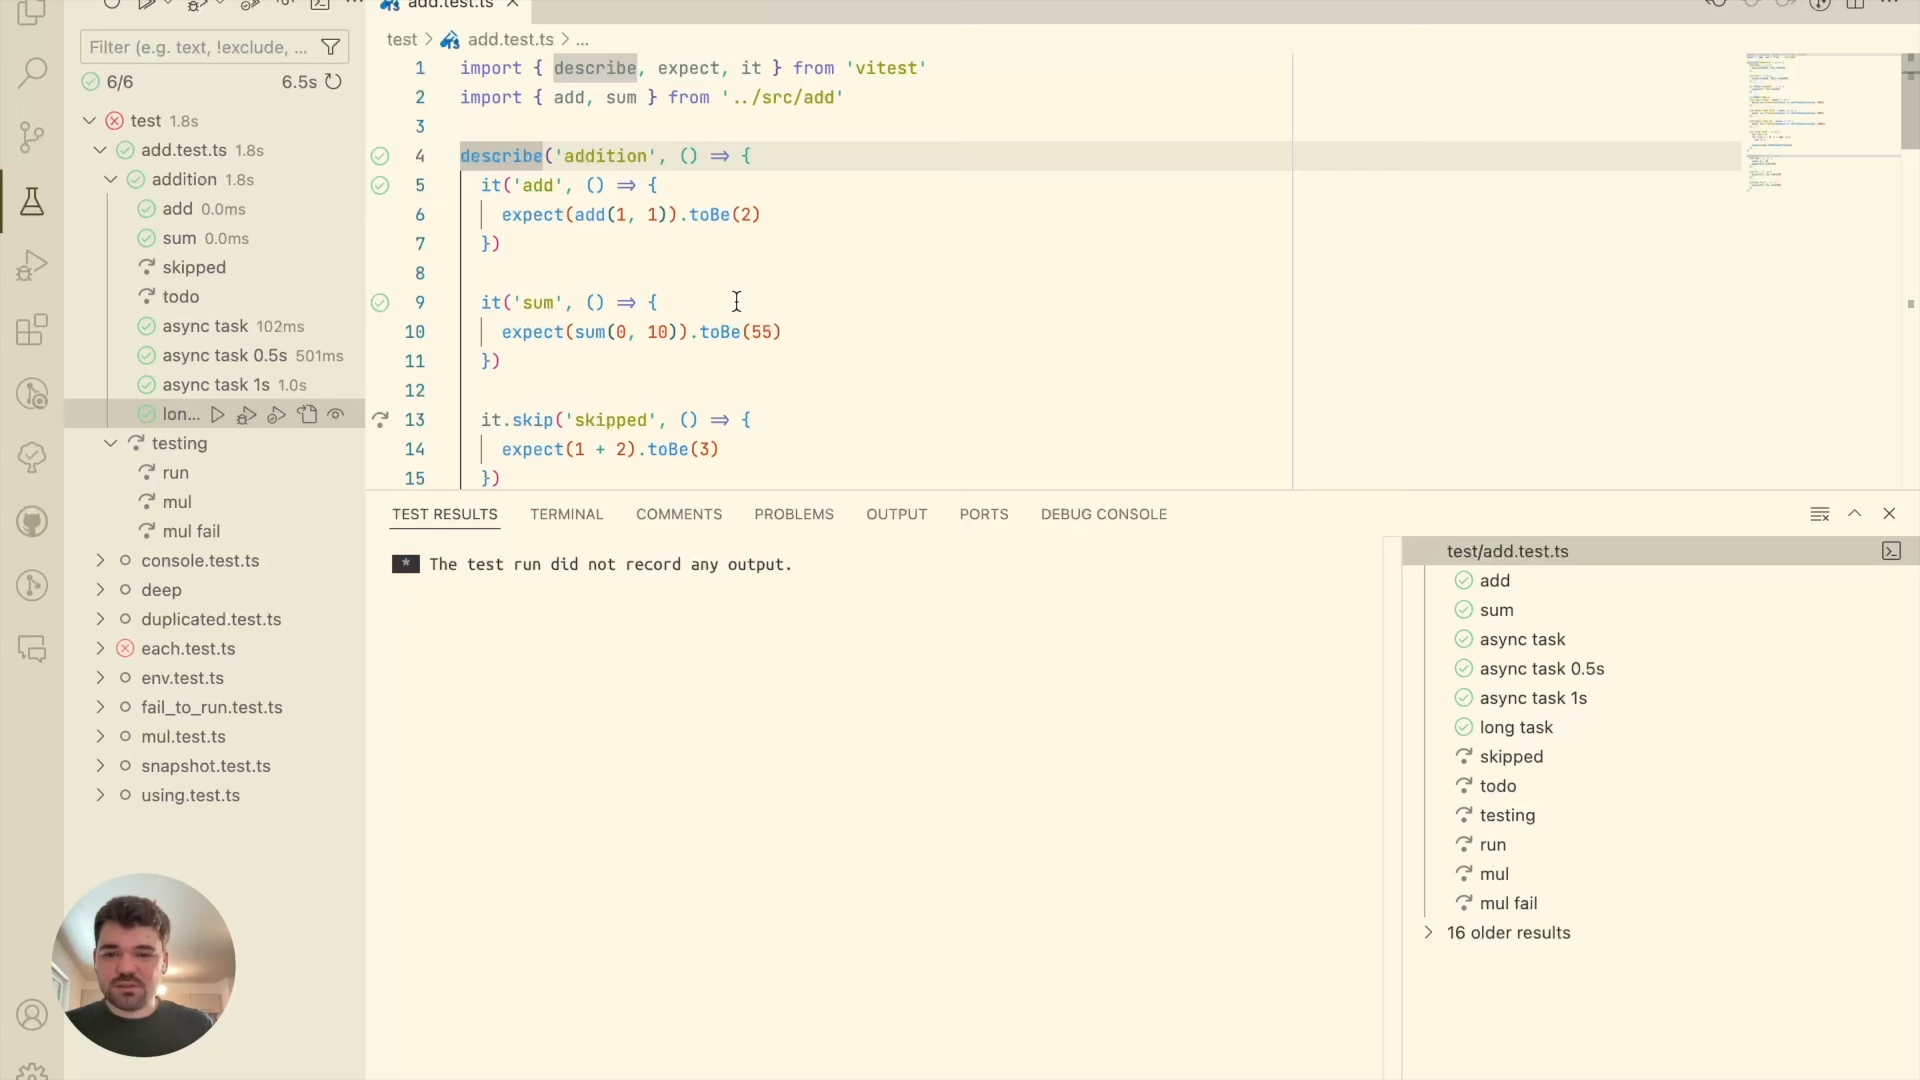 add.test.ts
Filter (e.g. text, !exclude, ...
test > add.test.ts > ...
6/6 6.5s
test 1.8s
add.test.ts 1.8s
addition 1.8s
add 0.0ms
sum 0.0ms
skipped
todo
async task 102ms
async task 0.5s 501ms
async task 1s 1.0s
lon...
testing
run
mul
mul fail
console.test.ts
deep
duplicated.test.ts
each.test.ts
env.test.ts
fail_to_run.test.ts
mul.test.ts
snapshot.test.ts
using.test.ts
1 import { describe, expect, it } from 'vitest'
2 import { add, sum } from '../src/add'
3
4 describe('addition', () => {
5 it('add', () => {
6 expect(add(1, 1)).toBe(2)
7 })
8
9 it('sum', () => {
10 expect(sum(0, 10)).toBe(55)
11 })
12
13 it.skip('skipped', () => {
14 expect(1 + 2).toBe(3)
15 })
TEST RESULTS TERMINAL COMMENTS PROBLEMS OUTPUT PORTS DEBUG CONSOLE
* The test run did not record any output.
test/add.test.ts
add
sum
async task
async task 0.5s
async task 1s
long task
skipped
todo
testing
run
mul
mul fail
16 older results